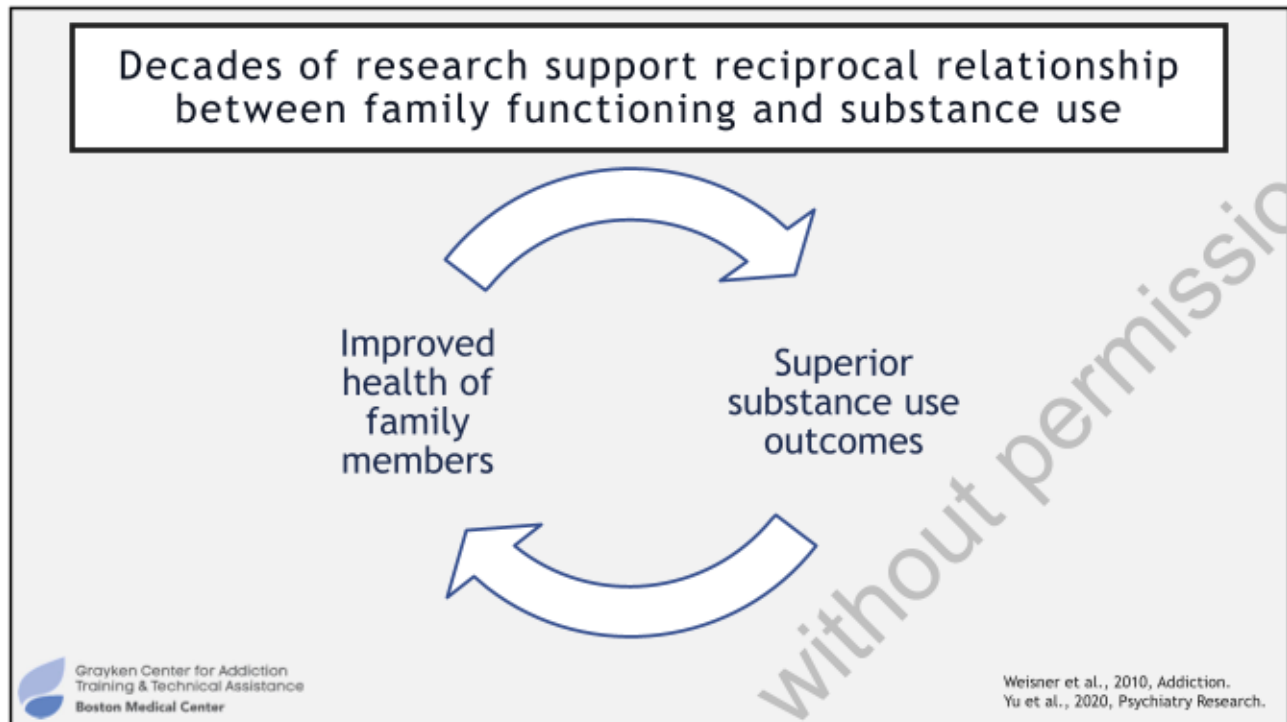 Decades of research support reciprocal relationship
between family functioning and substance use
Improved
health of
family
members
Superior
substance use
outcomes
without permissio
Grayken Center for Addiction
Training & Technical Assistance
Boston Medical Center
Weisner et al., 2010, Addiction.
Yu et al., 2020, Psychiatry Research.